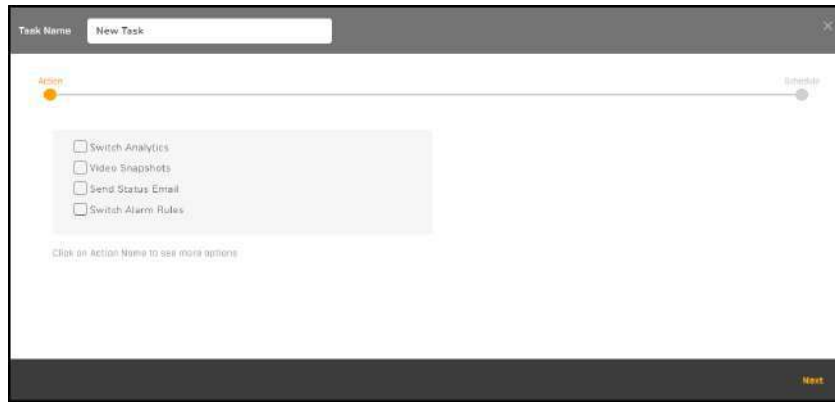 Task Name
New Task
Action
Schedule
Switch Analytics
Video Snapshots
Send Status Email
Switch Alarm Rules
Click on Action Name to see more options
Next